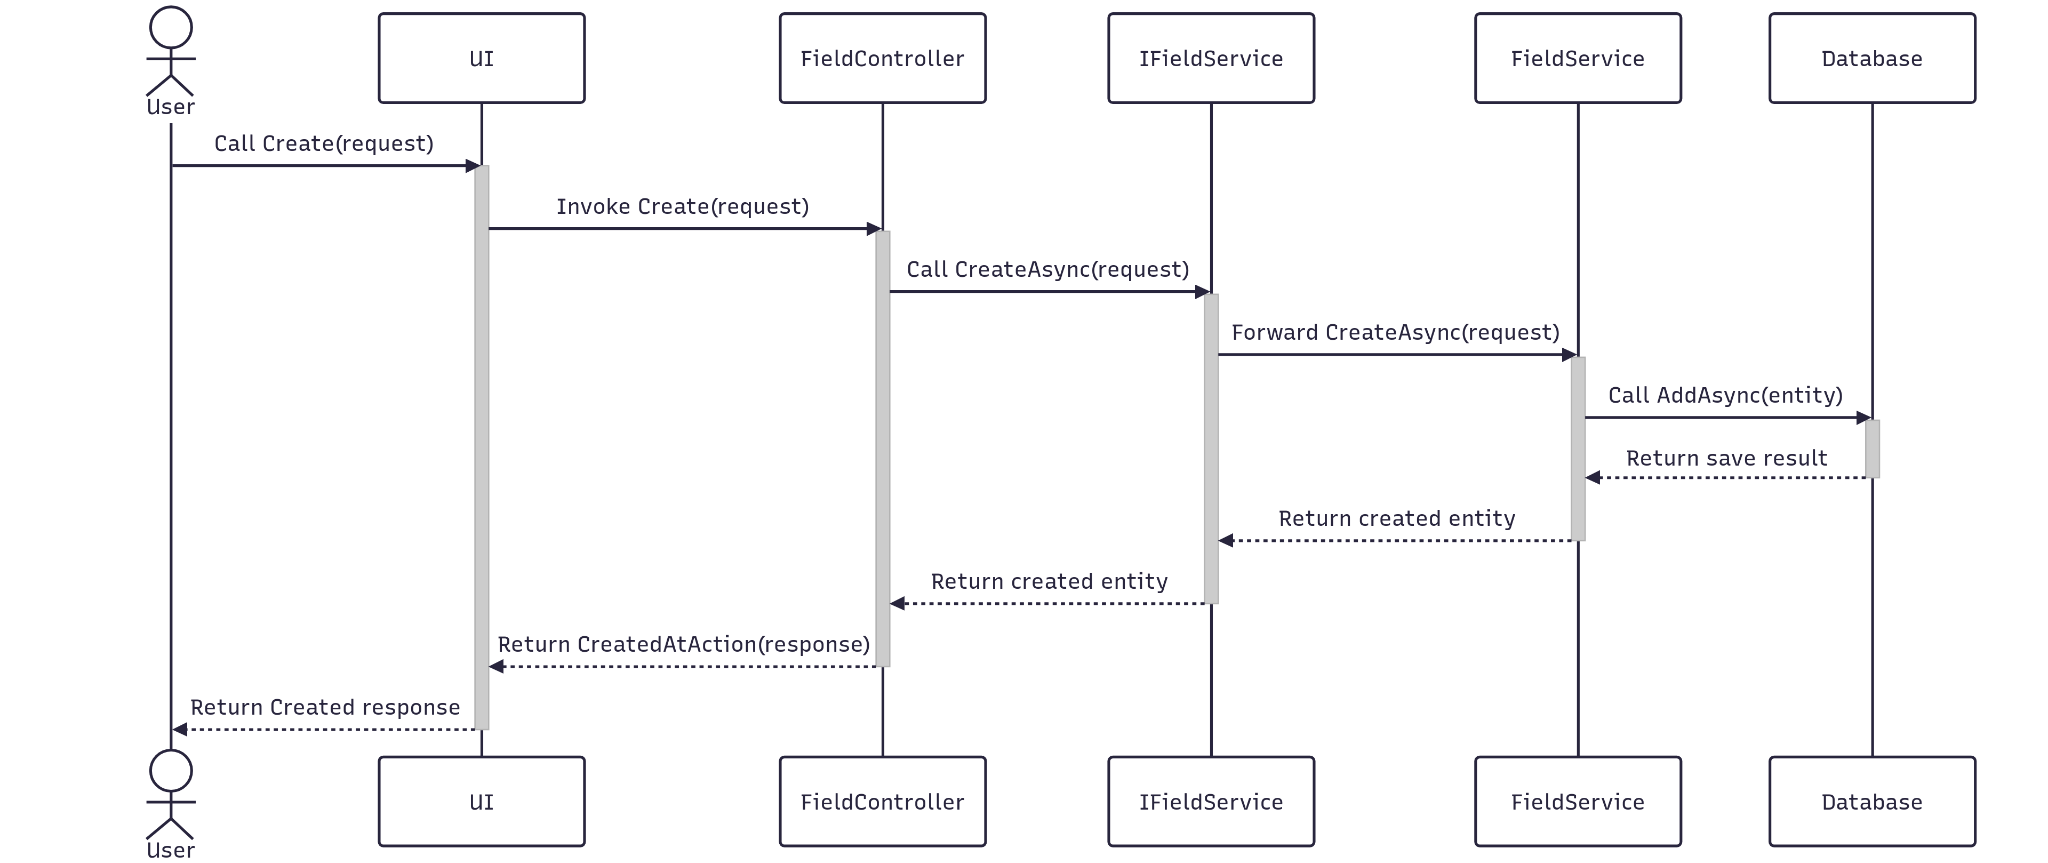 User
UI
FieldController
IFieldService
FieldService
Database
Call Create(request)
Invoke Create(request)
Call CreateAsync(request)
Forward CreateAsync(request)
Call AddAsync(entity)
Return save result
Return created entity
Return created entity
Return CreatedAtAction(response)
Return Created response
User
UI
FieldController
IFieldService
FieldService
Database